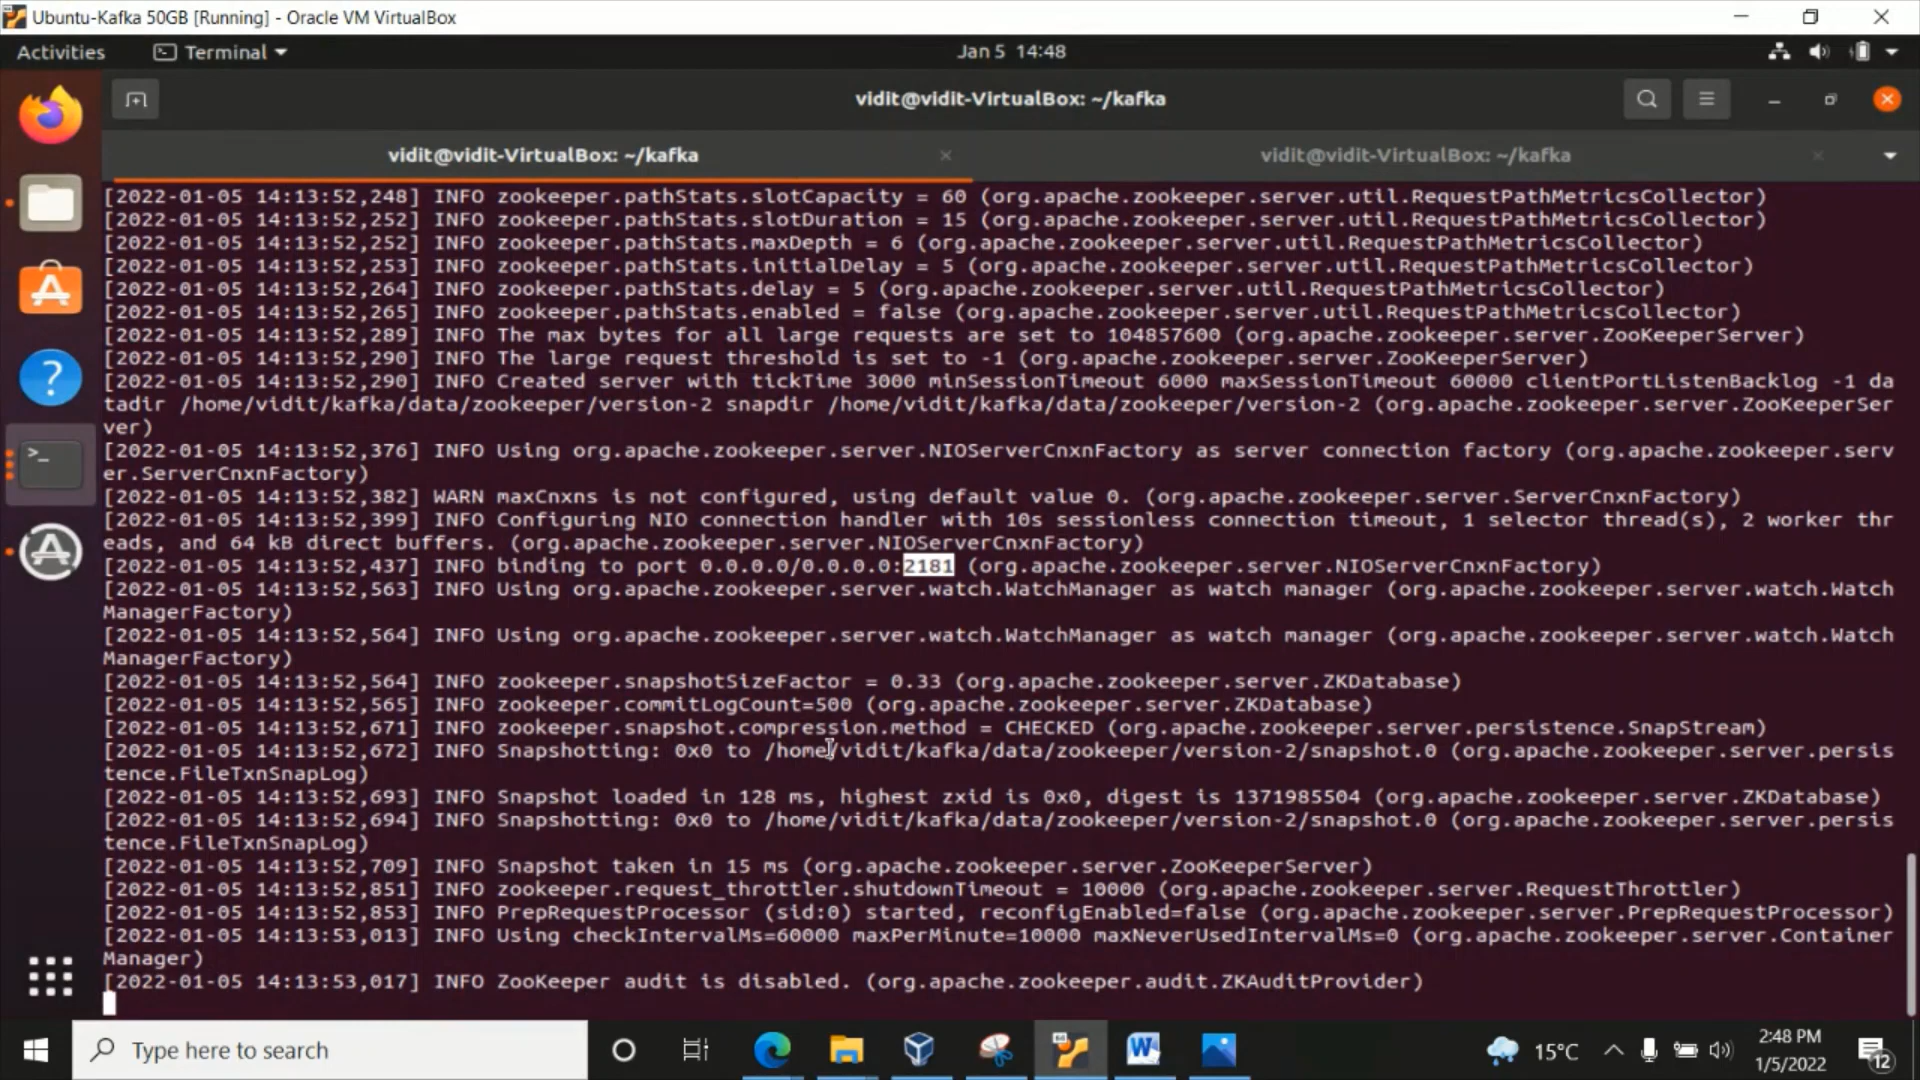 Ubuntu-Kafka 50GB [Running] - Oracle VM VirtualBox
Activities
Terminal
Jan 5 14:48
vidit@vidit-VirtualBox: ~/kafka
vidit@vidit-VirtualBox: ~/kafka
vidit@vidit-VirtualBox: ~/kafka
[2022-01-05 14:13:52,248] INFO zookeeper.pathStats.slotCapacity = 60 (org.apache.zookeeper.server.util.RequestPathMetricsCollector)
[2022-01-05 14:13:52,252] INFO zookeeper.pathStats.slotDuration = 15 (org.apache.zookeeper.server.util.RequestPathMetricsCollector)
[2022-01-05 14:13:52,252] INFO zookeeper.pathStats.maxDepth = 6 (org.apache.zookeeper.server.util.RequestPathMetricsCollector)
[2022-01-05 14:13:52,253] INFO zookeeper.pathStats.initialDelay = 5 (org.apache.zookeeper.server.util.RequestPathMetricsCollector)
[2022-01-05 14:13:52,264] INFO zookeeper.pathStats.delay = 5 (org.apache.zookeeper.server.util.RequestPathMetricsCollector)
[2022-01-05 14:13:52,265] INFO zookeeper.pathStats.enabled = false (org.apache.zookeeper.server.util.RequestPathMetricsCollector)
[2022-01-05 14:13:52,289] INFO The max bytes for all large requests are set to 104857600 (org.apache.zookeeper.server.ZooKeeperServer)
[2022-01-05 14:13:52,290] INFO The large request threshold is set to -1 (org.apache.zookeeper.server.ZooKeeperServer)
[2022-01-05 14:13:52,290] INFO Created server with tickTime 3000 minSessionTimeout 6000 maxSessionTimeout 60000 clientPortListenBacklog -1 da
tadir /home/vidit/kafka/data/zookeeper/version-2 snapdir /home/vidit/kafka/data/zookeeper/version-2 (org.apache.zookeeper.server.ZooKeeperSer
ver)
[2022-01-05 14:13:52,376] INFO Using org.apache.zookeeper.server.NIOServerCnxnFactory as server connection factory (org.apache.zookeeper.serv
er.ServerCnxnFactory)
[2022-01-05 14:13:52,382] WARN maxCnxns is not configured, using default value 0. (org.apache.zookeeper.server.ServerCnxnFactory)
[2022-01-05 14:13:52,399] INFO Configuring NIO connection handler with 10s sessionless connection timeout, 1 selector thread(s), 2 worker thr
eads, and 64 kB direct buffers. (org.apache.zookeeper.server.NIOServerCnxnFactory)
[2022-01-05 14:13:52,437] INFO binding to port 0.0.0.0/0.0.0.0:2181 (org.apache.zookeeper.server.NIOServerCnxnFactory)
[2022-01-05 14:13:52,563] INFO Using org.apache.zookeeper.server.watch.WatchManager as watch manager (org.apache.zookeeper.server.watch.Watch
ManagerFactory)
[2022-01-05 14:13:52,564] INFO Using org.apache.zookeeper.server.watch.WatchManager as watch manager (org.apache.zookeeper.server.watch.Watch
ManagerFactory)
[2022-01-05 14:13:52,564] INFO zookeeper.snapshotSizeFactor = 0.33 (org.apache.zookeeper.server.ZKDatabase)
[2022-01-05 14:13:52,565] INFO zookeeper.commitLogCount=500 (org.apache.zookeeper.server.ZKDatabase)
[2022-01-05 14:13:52,671] INFO zookeeper.snapshot.compression.method = CHECKED (org.apache.zookeeper.server.persistence.SnapStream)
[2022-01-05 14:13:52,672] INFO Snapshotting: 0x0 to /home/vidit/kafka/data/zookeeper/version-2/snapshot.0 (org.apache.zookeeper.server.persis
tence.FileTxnSnapLog)
[2022-01-05 14:13:52,693] INFO Snapshot loaded in 128 ms, highest zxid is 0x0, digest is 1371985504 (org.apache.zookeeper.server.ZKDatabase)
[2022-01-05 14:13:52,694] INFO Snapshotting: 0x0 to /home/vidit/kafka/data/zookeeper/version-2/snapshot.0 (org.apache.zookeeper.server.persis
tence.FileTxnSnapLog)
[2022-01-05 14:13:52,709] INFO Snapshot taken in 15 ms (org.apache.zookeeper.server.ZooKeeperServer)
[2022-01-05 14:13:52,851] INFO zookeeper.request_throttler.shutdownTimeout = 10000 (org.apache.zookeeper.server.RequestThrottler)
[2022-01-05 14:13:52,853] INFO PrepRequestProcessor (sid:0) started, reconfigEnabled=false (org.apache.zookeeper.server.PrepRequestProcessor)
[2022-01-05 14:13:53,013] INFO Using checkIntervalMs=60000 maxPerMinute=10000 maxNeverUsedIntervalMs=0 (org.apache.zookeeper.server.Container
Manager)
[2022-01-05 14:13:53,017] INFO ZooKeeper audit is disabled. (org.apache.zookeeper.audit.ZKAuditProvider)
Type here to search
15°C
2:48 PM
1/5/2022
12